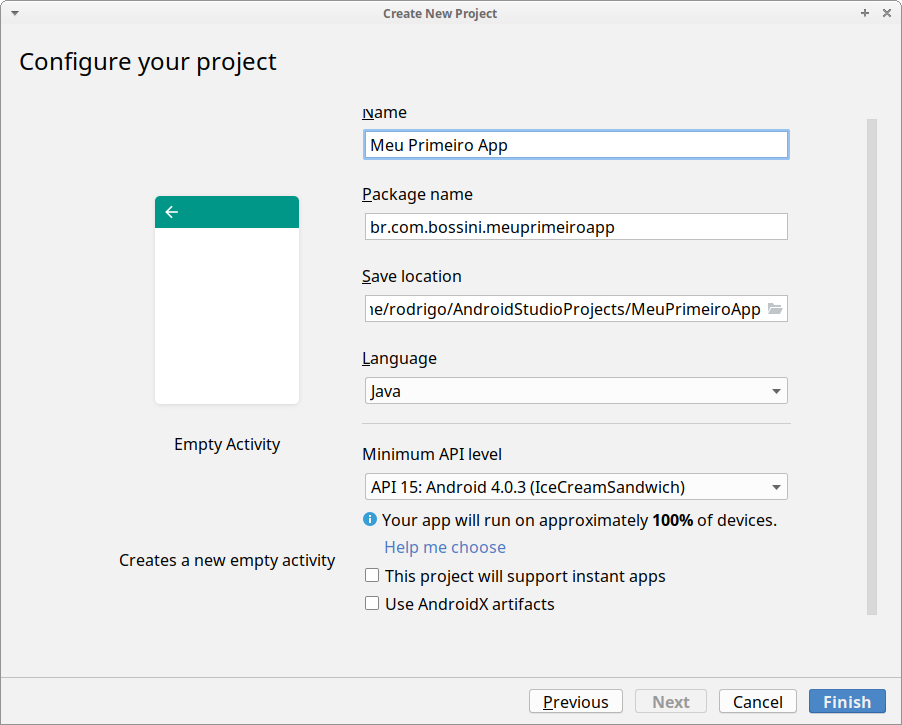 Create New Project
Configure your project
Name
Meu Primeiro App
Package name
br.com.bossini.meuprimeiroapp
Save location
ne/rodrigo/AndroidStudioProjects/MeuPrimeiroApp
Language
Java
Empty Activity
Minimum API level
API 15: Android 4.0.3 (IceCreamSandwich)
Your app will run on approximately 100% of devices.
Help me choose
Creates a new empty activity
This project will support instant apps
Use AndroidX artifacts
Previous Next Cancel Finish